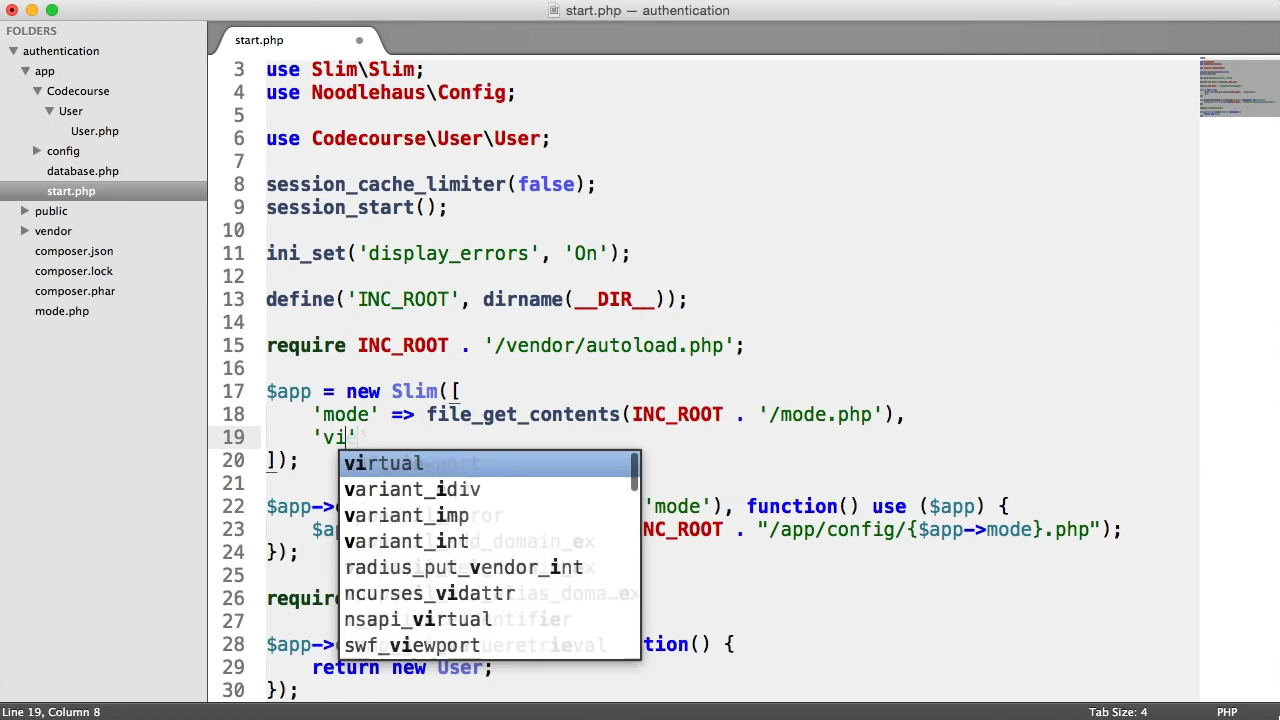 start.php — authentication
FOLDERS
authentication
app
Codecourse
User
User.php
config
database.php
start.php
public
vendor
composer.json
composer.lock
composer.phar
mode.php
start.php
3 use Slim\Slim;
4 use Noodlehaus\Config;
5
6 use Codecourse\User\User;
7
8 session_cache_limiter(false);
9 session_start();
10
11 ini_set('display_errors', 'On');
12
13 define('INC_ROOT', dirname(__DIR__));
14
15 require INC_ROOT . '/vendor/autoload.php';
16
17 $app = new Slim([
18 'mode' => file_get_contents(INC_ROOT . '/mode.php'),
19 'vi'
20 ]);
21
22 $app-> 'mode'), function() use ($app) {
23 $a NC_ROOT . "/app/config/{$app->mode}.php");
24 });
25
26 require
27
28 $app-> tion() {
29 return new User;
30 });
virtual
variant_idiv
variant_imp
variant_int
radius_put_vendor_int
ncurses_vidattr
nsapi_virtual
swf_viewport
Line 19, Column 8
Tab Size: 4
PHP